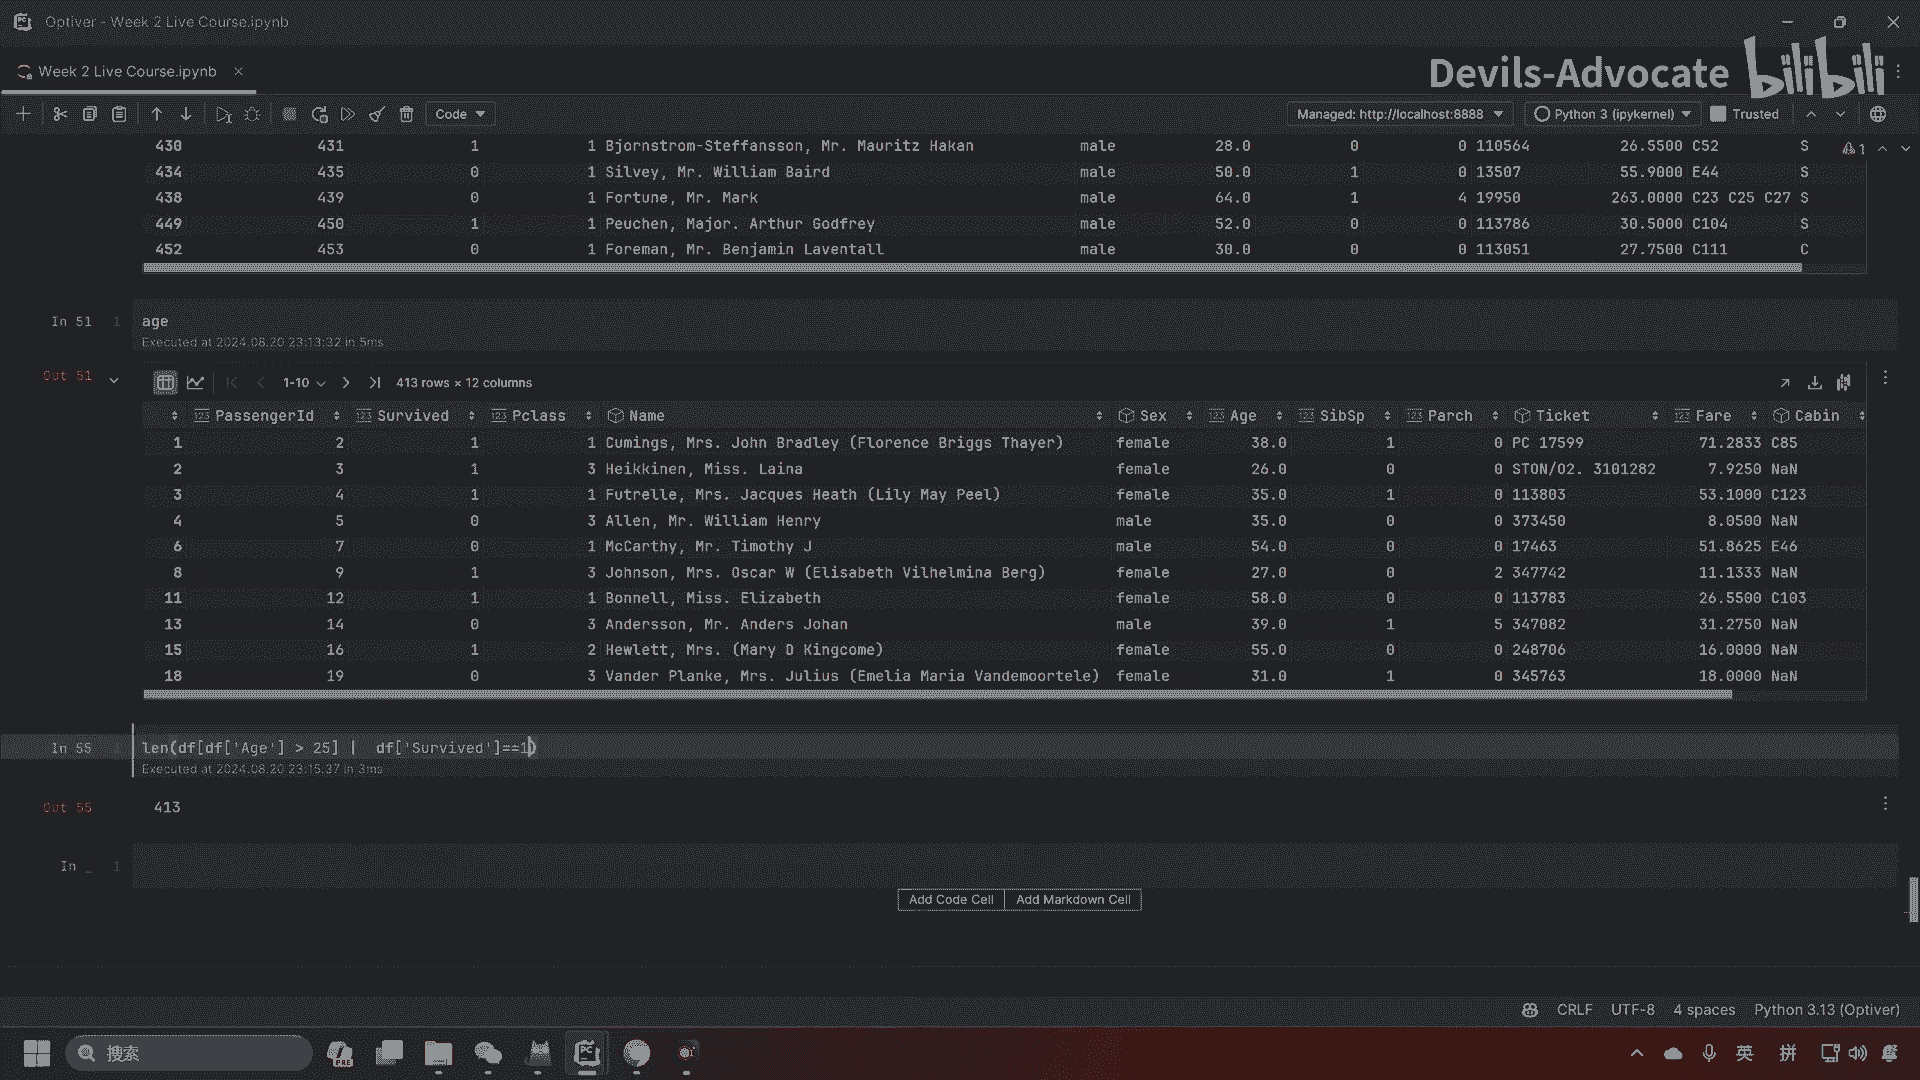 Optiver - Week 2 Live Course.ipynb
Week 2 Live Course.ipynb
Devils-Advocate bilibili
Code
Managed: http://localhost:8888
Python 3 (ipykernel)
Trusted
430 431 1 1 Bjornstrom-Steffansson, Mr. Mauritz Hakan male 28.0 0 0 110564 26.5500 C52 S
1
434 435 0 1 Silvey, Mr. William Baird male 50.0 1 0 13507 55.9000 E44 S
438 439 0 1 Fortune, Mr. Mark male 64.0 1 4 19950 263.0000 C23 C25 C27 S
449 450 1 1 Peuchen, Major. Arthur Godfrey male 52.0 0 0 113786 30.5000 C104 S
452 453 0 1 Foreman, Mr. Benjamin Laventall male 30.0 0 0 113051 27.7500 C111 C
In 51 1 age
Executed at 2024.08.20 23:13:32 in 5ms
Out 51
1-10 413 rows × 12 columns
123 PassengerId 123 Survived 123 Pclass Name Sex 123 Age 123 SibSp 123 Parch Ticket 123 Fare Cabin
1 2 1 1 Cumings, Mrs. John Bradley (Florence Briggs Thayer) female 38.0 1 0 PC 17599 71.2833 C85
2 3 1 3 Heikkinen, Miss. Laina female 26.0 0 0 STON/O2. 3101282 7.9250 NaN
3 4 1 1 Futrelle, Mrs. Jacques Heath (Lily May Peel) female 35.0 1 0 113803 53.1000 C123
4 5 0 3 Allen, Mr. William Henry male 35.0 0 0 373450 8.0500 NaN
6 7 0 1 McCarthy, Mr. Timothy J male 54.0 0 0 17463 51.8625 E46
8 9 1 3 Johnson, Mrs. Oscar W (Elisabeth Vilhelmina Berg) female 27.0 0 2 347742 11.1333 NaN
11 12 1 1 Bonnell, Miss. Elizabeth female 58.0 0 0 113783 26.5500 C103
13 14 0 3 Andersson, Mr. Anders Johan male 39.0 1 5 347082 31.2750 NaN
15 16 1 2 Hewlett, Mrs. (Mary D Kingcome) female 55.0 0 0 248706 16.0000 NaN
18 19 0 3 Vander Planke, Mrs. Julius (Emelia Maria Vandemoortele) female 31.0 1 0 345763 18.0000 NaN
In 55 1 len(df[df['Age'] > 25] |  df['Survived']==1)
Executed at 2024.08.20 23:15:37 in 3ms
Out 55 413
In _ 1
Add Code Cell Add Markdown Cell
CRLF UTF-8 4 spaces Python 3.13 (Optiver)
搜索
PRE
PC
英 拼